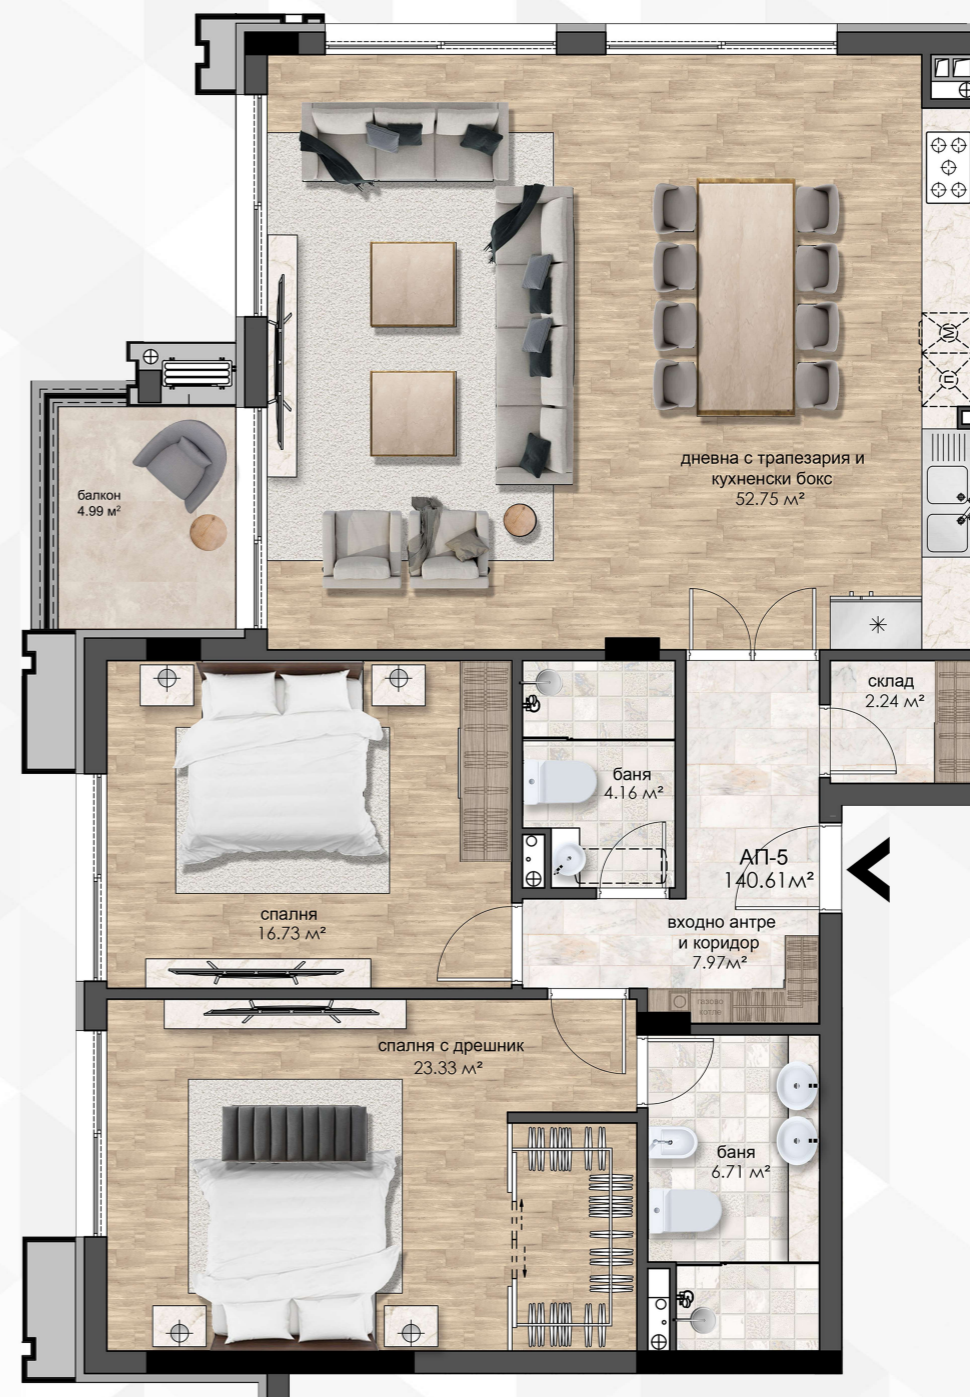 дневна с трапезария и
кухненски бокс
52.75 м²
балкон
4.99 м²
М
П
склад
2.24 м²
баня
4.16 м²
АП-5
140.61м²
спалня
16.73 м²
входно антре
и коридор
7.97м²
газово
котле
спалня с дрешник
23.33 м²
баня
6.71 м²